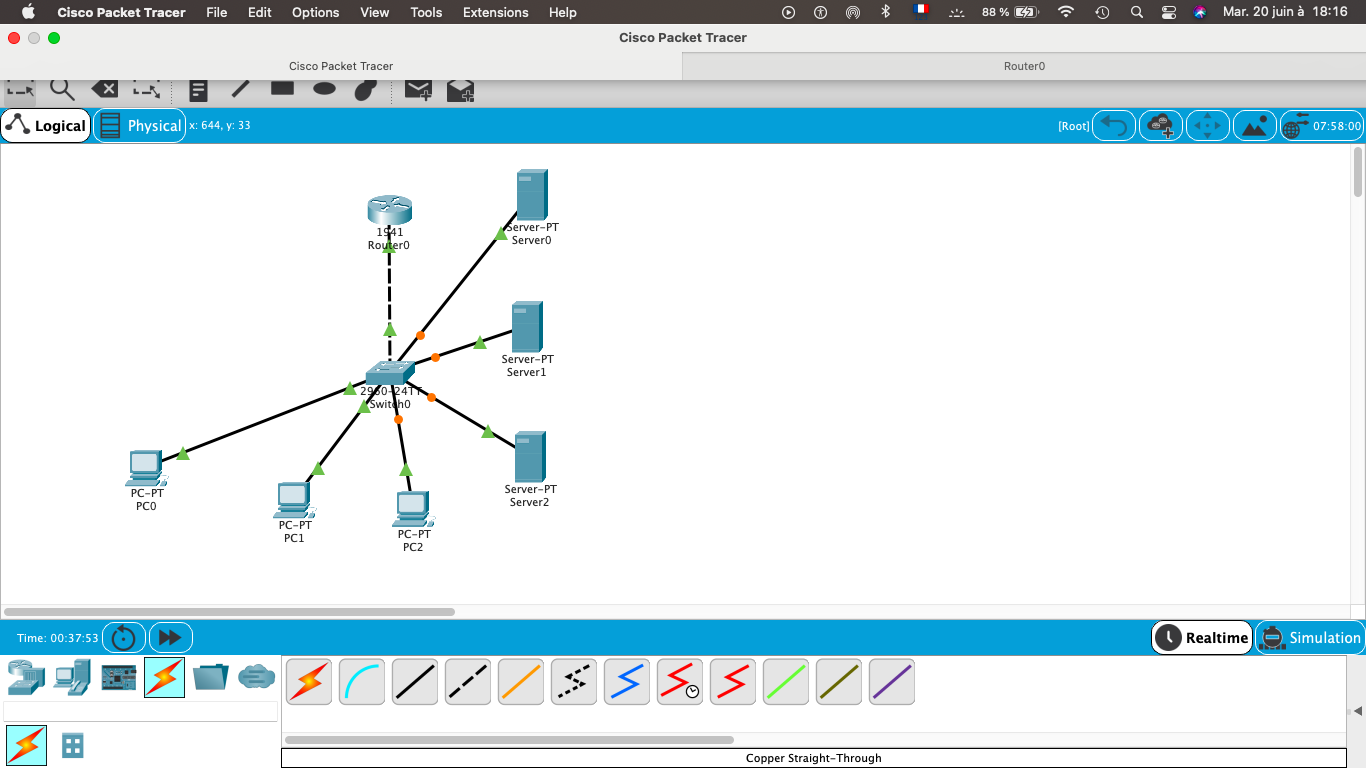 Cisco Packet Tracer File Edit Options View Tools Extensions Help 88 % Mar. 20 juin à 18:16
Cisco Packet Tracer
Cisco Packet Tracer Router0
Logical Physical x: 644, y: 33 [Root] 07:58:00
1941
Router0
Server-PT
Server0
Server-PT
Server1
2960-24TT
Switch0
Server-PT
Server2
PC-PT
PC0
PC-PT
PC1
PC-PT
PC2
Time: 00:37:53 Realtime Simulation
Copper Straight-Through